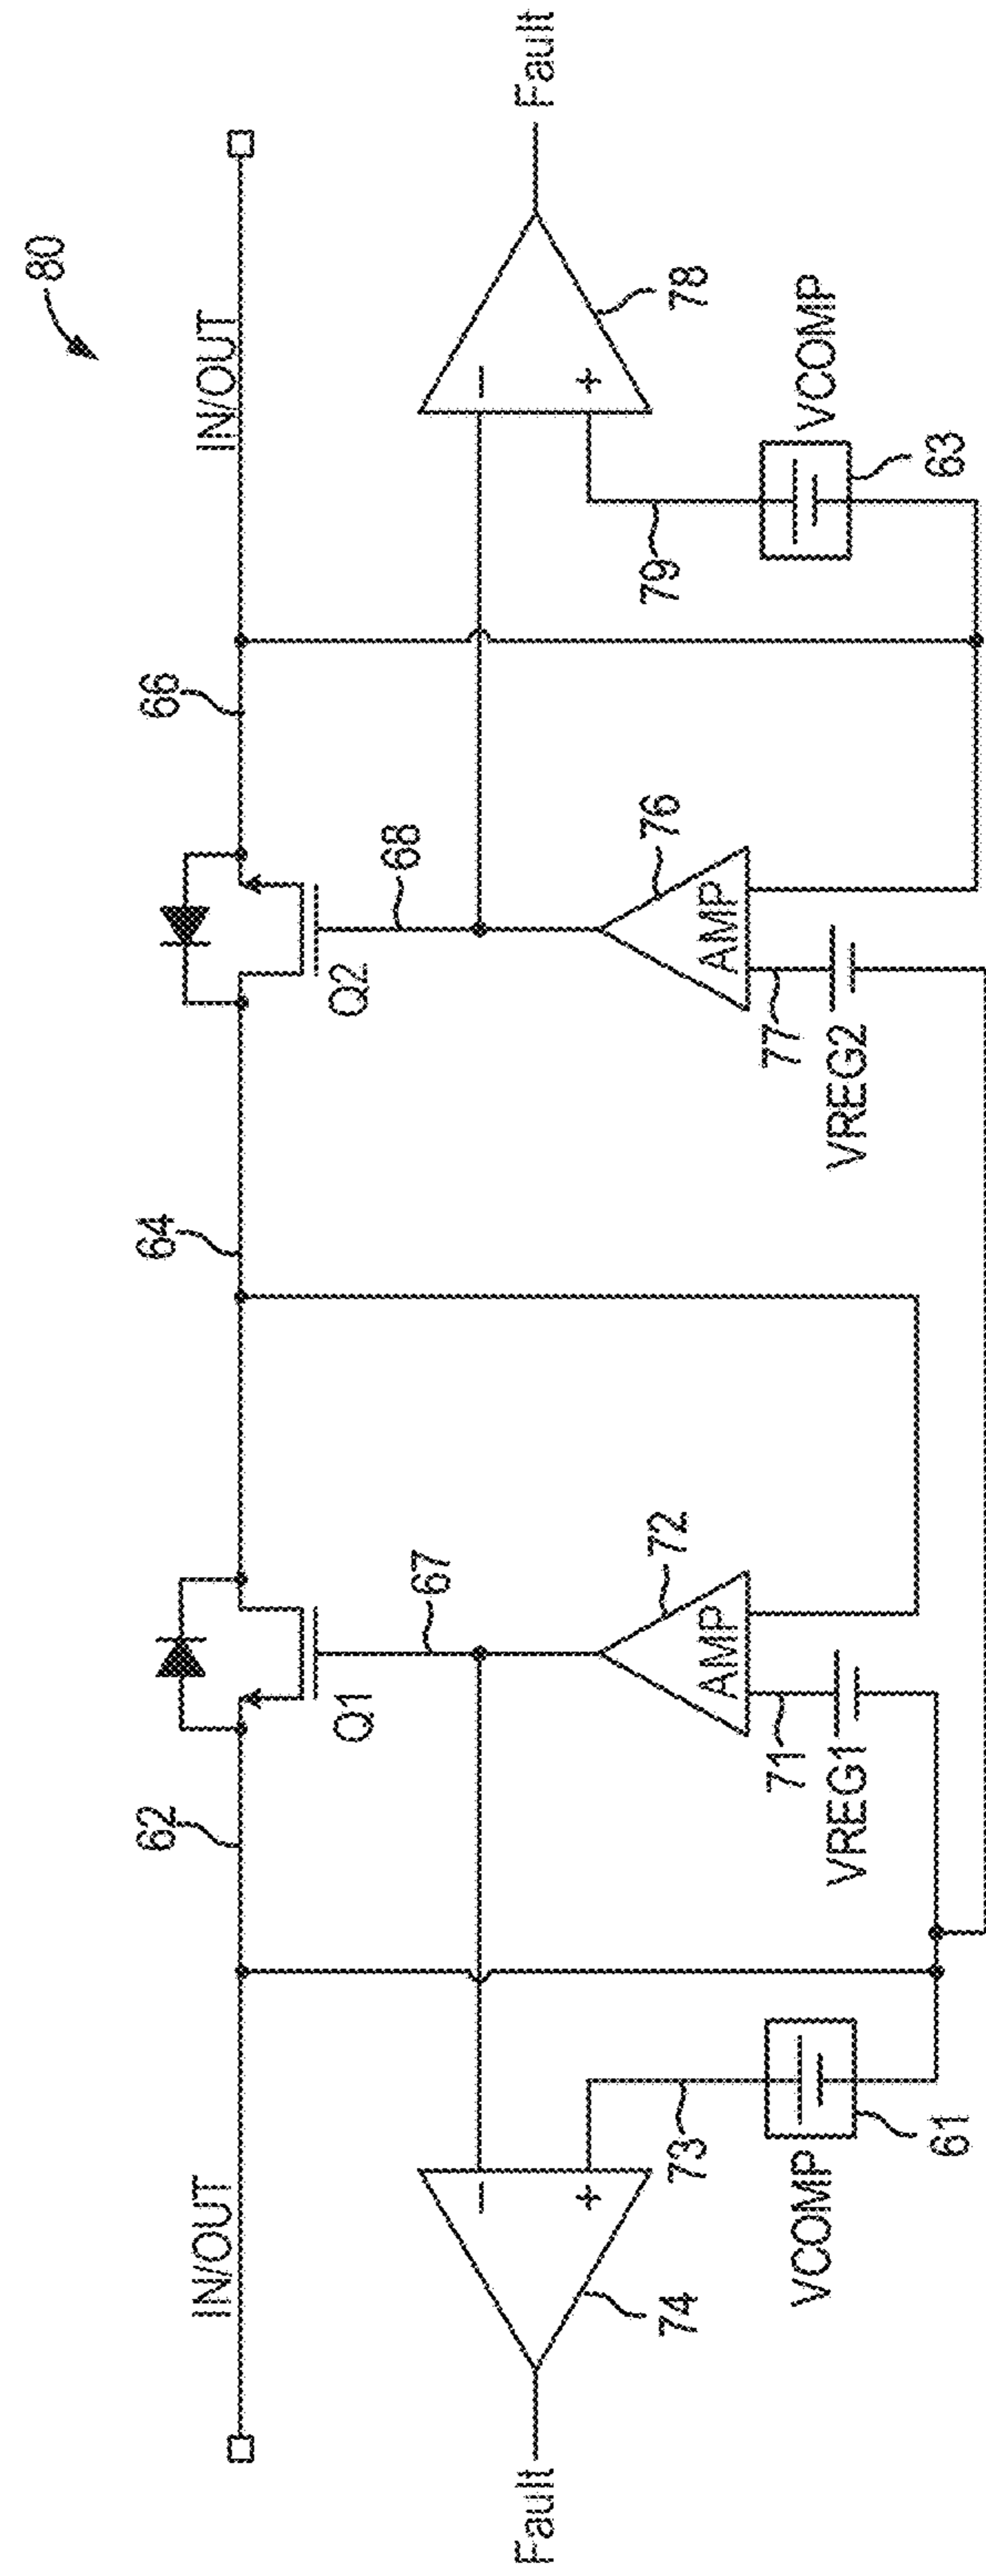 80
IN/OUT
IN/OUT
62
64
66
Q1
Q2
67
68
Fault
74
72
AMP
76
AMP
78
Fault
−
+
−
+
73
71
77
79
VCOMP
61
VREG1
VREG2
VCOMP
63